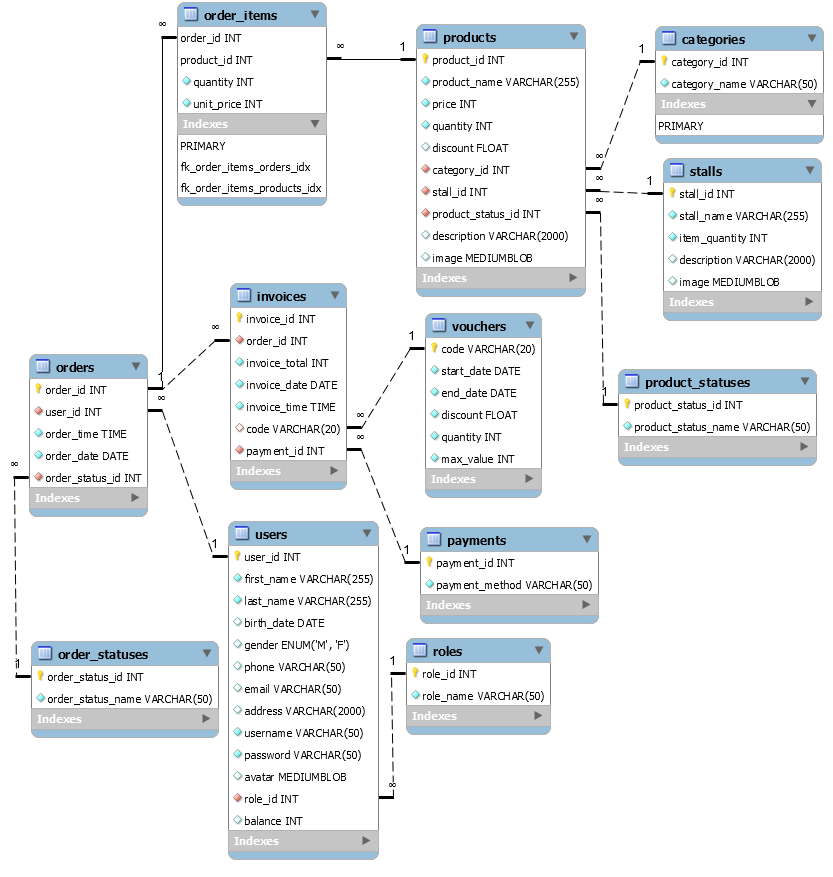 order_items
order_id INT
product_id INT
quantity INT
unit_price INT
Indexes
PRIMARY
fk_order_items_orders_idx
fk_order_items_products_idx
∞
∞
1
products
product_id INT
product_name VARCHAR(255)
price INT
quantity INT
discount FLOAT
category_id INT
stall_id INT
product_status_id INT
description VARCHAR(2000)
image MEDIUMBLOB
Indexes
∞
∞
∞
1
categories
category_id INT
category_name VARCHAR(50)
Indexes
PRIMARY
1
stalls
stall_id INT
stall_name VARCHAR(255)
item_quantity INT
description VARCHAR(2000)
image MEDIUMBLOB
Indexes
1
product_statuses
product_status_id INT
product_status_name VARCHAR(50)
Indexes
∞
invoices
invoice_id INT
order_id INT
invoice_total INT
invoice_date DATE
invoice_time TIME
code VARCHAR(20)
payment_id INT
Indexes
∞
∞
1
vouchers
code VARCHAR(20)
start_date DATE
end_date DATE
discount FLOAT
quantity INT
max_value INT
Indexes
orders
order_id INT
user_id INT
order_time TIME
order_date DATE
order_status_id INT
Indexes
1
∞
∞
1
users
user_id INT
first_name VARCHAR(255)
last_name VARCHAR(255)
birth_date DATE
gender ENUM('M', 'F')
phone VARCHAR(50)
email VARCHAR(50)
address VARCHAR(2000)
username VARCHAR(50)
password VARCHAR(50)
avatar MEDIUMBLOB
role_id INT
balance INT
Indexes
∞
1
payments
payment_id INT
payment_method VARCHAR(50)
Indexes
1
roles
role_id INT
role_name VARCHAR(50)
Indexes
1
order_statuses
order_status_id INT
order_status_name VARCHAR(50)
Indexes